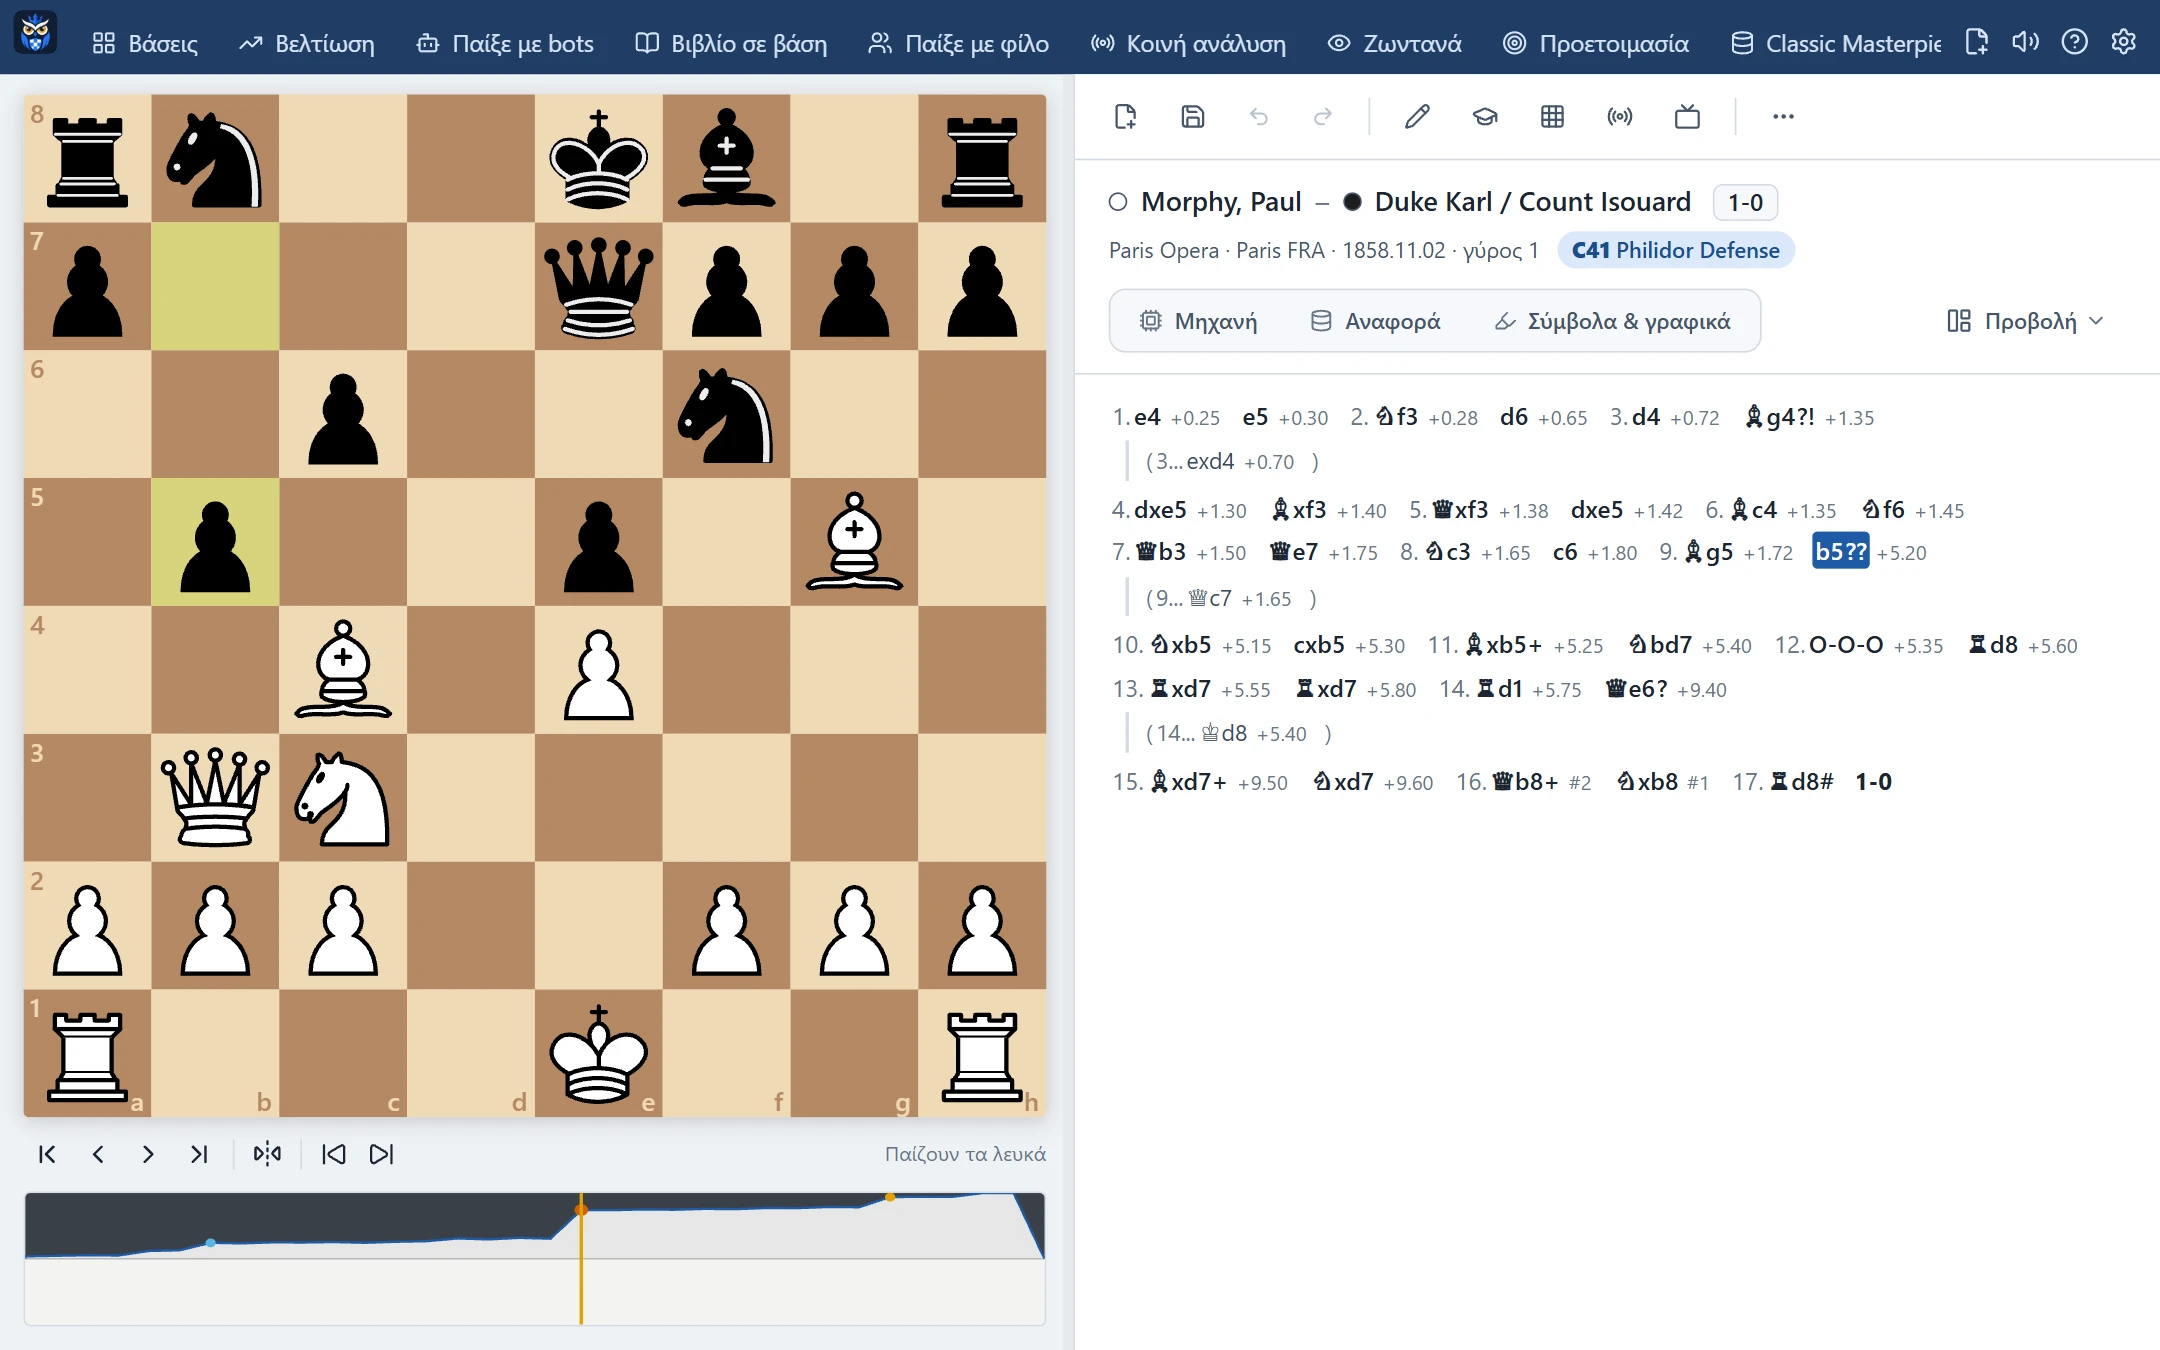 Βάσεις Βελτίωση Παίξε με bots Βιβλίο σε βάση Παίξε με φίλο Κοινή ανάλυση Ζωντανά Προετοιμασία Classic Masterpie
Morphy, Paul – Duke Karl / Count Isouard 1-0
Paris Opera · Paris FRA · 1858.11.02 · γύρος 1 C41 Philidor Defense
Μηχανή Αναφορά Σύμβολα & γραφικά Προβολή
1. e4 +0.25 e5 +0.30 2. ♘f3 +0.28 d6 +0.65 3. d4 +0.72 ♝g4?! +1.35
(3... exd4 +0.70 )
4. dxe5 +1.30 ♝xf3 +1.40 5. ♛xf3 +1.38 dxe5 +1.42 6. ♝c4 +1.35 ♘f6 +1.45
7. ♛b3 +1.50 ♛e7 +1.75 8. ♘c3 +1.65 c6 +1.80 9. ♝g5 +1.72 b5?? +5.20
(9... ♕c7 +1.65 )
10. ♘xb5 +5.15 cxb5 +5.30 11. ♝xb5+ +5.25 ♘bd7 +5.40 12. O-O-O +5.35 ♜d8 +5.60
13. ♜xd7 +5.55 ♜xd7 +5.80 14. ♜d1 +5.75 ♛e6? +9.40
(14... ♔d8 +5.40 )
15. ♝xd7+ +9.50 ♘xd7 +9.60 16. ♛b8+ #2 ♘xb8 #1 17. ♜d8# 1-0
8
7
6
5
4
3
2
1
a b c d e f g h
Παίζουν τα λευκά